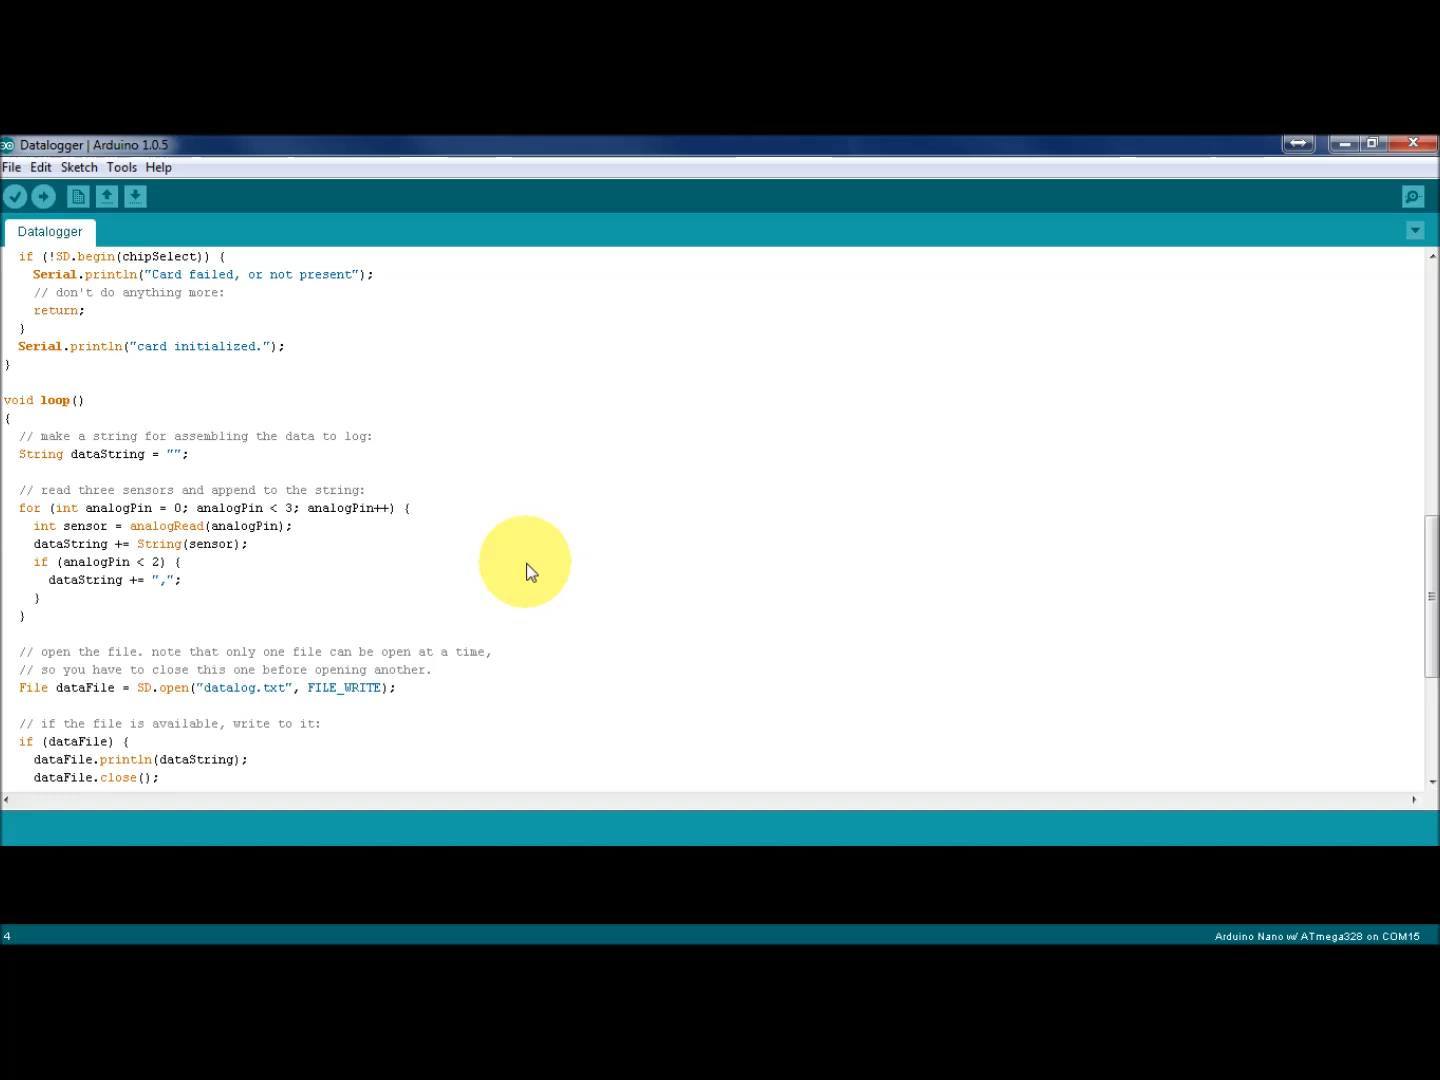 Datalogger | Arduino 1.0.5
File Edit Sketch Tools Help
Datalogger
if (!SD.begin(chipSelect)) {
Serial.println("Card failed, or not present");
// don't do anything more:
return;
}
Serial.println("card initialized.");
}
void loop()
{
// make a string for assembling the data to log:
String dataString = "";
// read three sensors and append to the string:
for (int analogPin = 0; analogPin < 3; analogPin++) {
int sensor = analogRead(analogPin);
dataString += String(sensor);
if (analogPin < 2) {
dataString += ",";
}
}
// open the file. note that only one file can be open at a time,
// so you have to close this one before opening another.
File dataFile = SD.open("datalog.txt", FILE_WRITE);
// if the file is available, write to it:
if (dataFile) {
dataFile.println(dataString);
dataFile.close();
4
Arduino Nano w/ ATmega328 on COM15